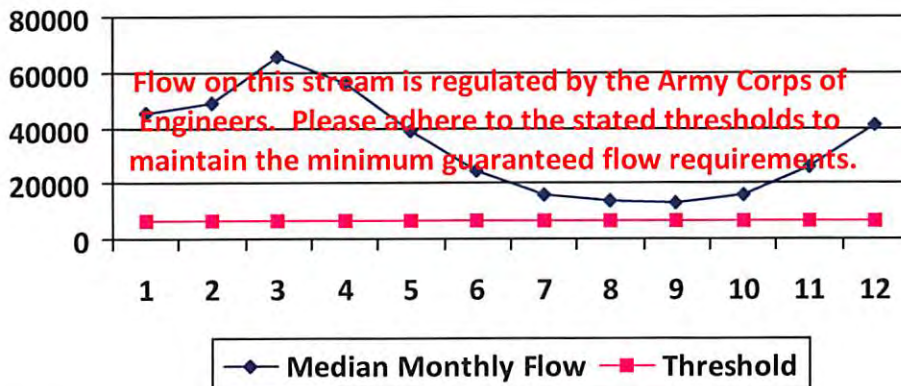 80000
60000
40000
20000
0
Flow on this stream is regulated by the Army Corps of
Engineers. Please adhere to the stated thresholds to
maintain the minimum guaranteed flow requirements.
1 2 3 4 5 6 7 8 9 10 11 12
Median Monthly Flow Threshold